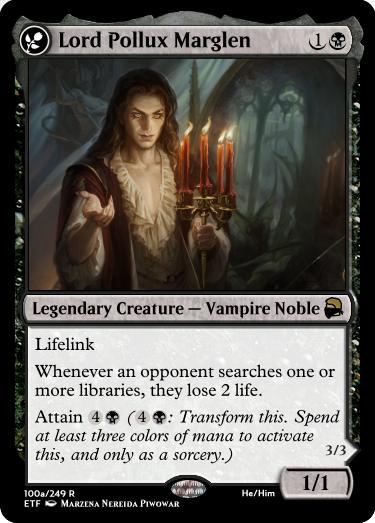 Lord Pollux Marglen 1
Legendary Creature — Vampire Noble
Lifelink
Whenever an opponent searches one or
more libraries, they lose 2 life.
Attain 4 (4: Transform this. Spend
at least three colors of mana to activate
this, and only as a sorcery.)
3/3
1/1
100a/249 R
He/Him
ETF Marzena Nereida Piwowar